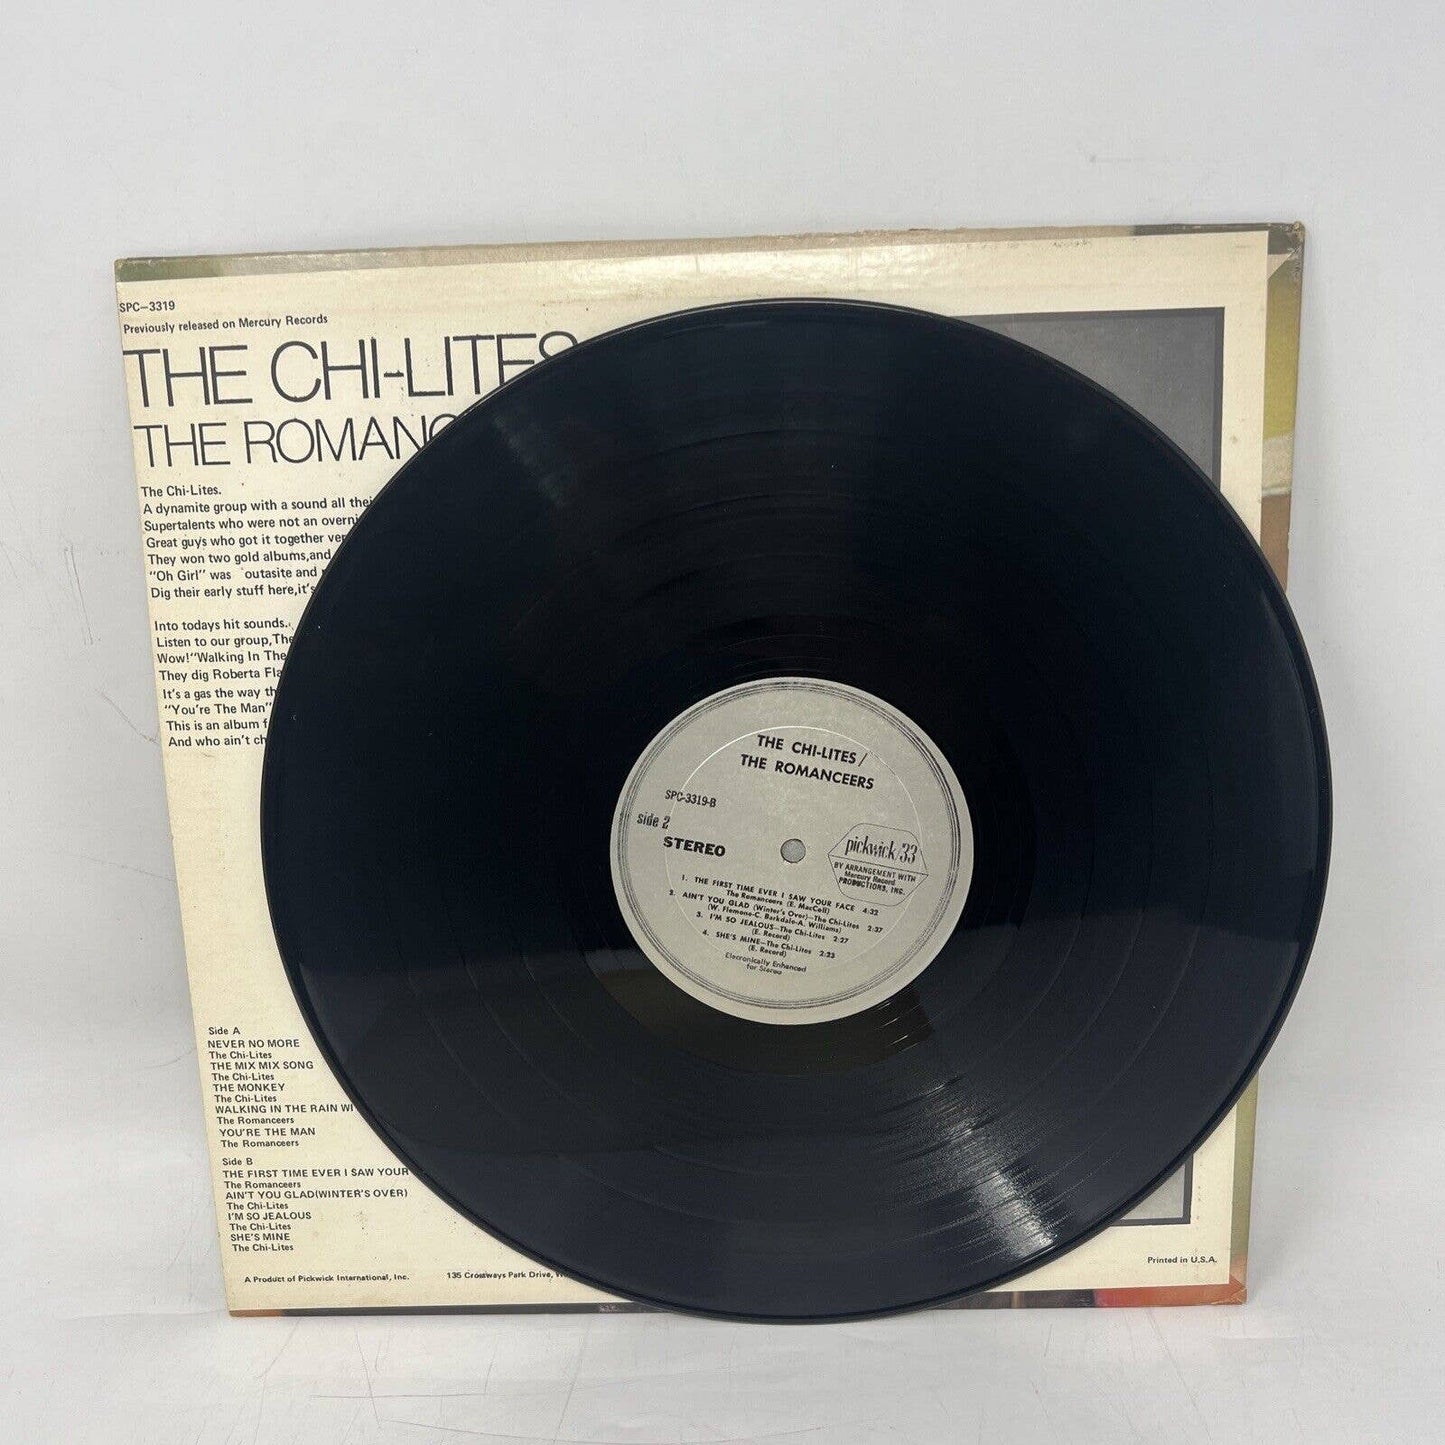 SPC-3319
Previously released on Mercury Records
THE CHI-LITES
THE ROMANC
The Chi-Lites.
A dynamite group with a sound all their
Supertalents who were not an overni
Great guys who got it together ver
They won two gold albums,and
"Oh Girl" was outasite and
Dig their early stuff here,it's
Into todays hit sounds.
Listen to our group,The
Wow!"Walking In The
They dig Roberta Fla
It's a gas the way th
"You're The Man"
This is an album f
And who ain't ch
Side A
NEVER NO MORE
The Chi-Lites
THE MIX MIX SONG
The Chi-Lites
THE MONKEY
The Chi-Lites
WALKING IN THE RAIN WI
The Romanceers
YOU'RE THE MAN
The Romanceers
Side B
THE FIRST TIME EVER I SAW YOUR
The Romanceers
AIN'T YOU GLAD(WINTER'S OVER)
The Chi-Lites
I'M SO JEALOUS
The Chi-Lites
SHE'S MINE
The Chi-Lites
A Product of Pickwick International, Inc. 135 Crossways Park Drive,
Printed in U.S.A.
THE CHI-LITES/
THE ROMANCEERS
SPC-3319-B
side 2
STEREO
pickwick/33
BY ARRANGEMENT WITH
Mercury Record
PRODUCTIONS, INC.
1. THE FIRST TIME EVER I SAW YOUR FACE 4:32
The Romanceers (E. MacColl)
2. AIN'T YOU GLAD (Winter's Over)—The Chi-Lites 2:37
(W. Flemone-C. Barkdale-A. Williams)
3. I'M SO JEALOUS—The Chi-Lites 2:27
(E. Record)
4. SHE'S MINE—The Chi-Lites 2:23
(E. Record)
Elecronically Enhanced
for Stereo